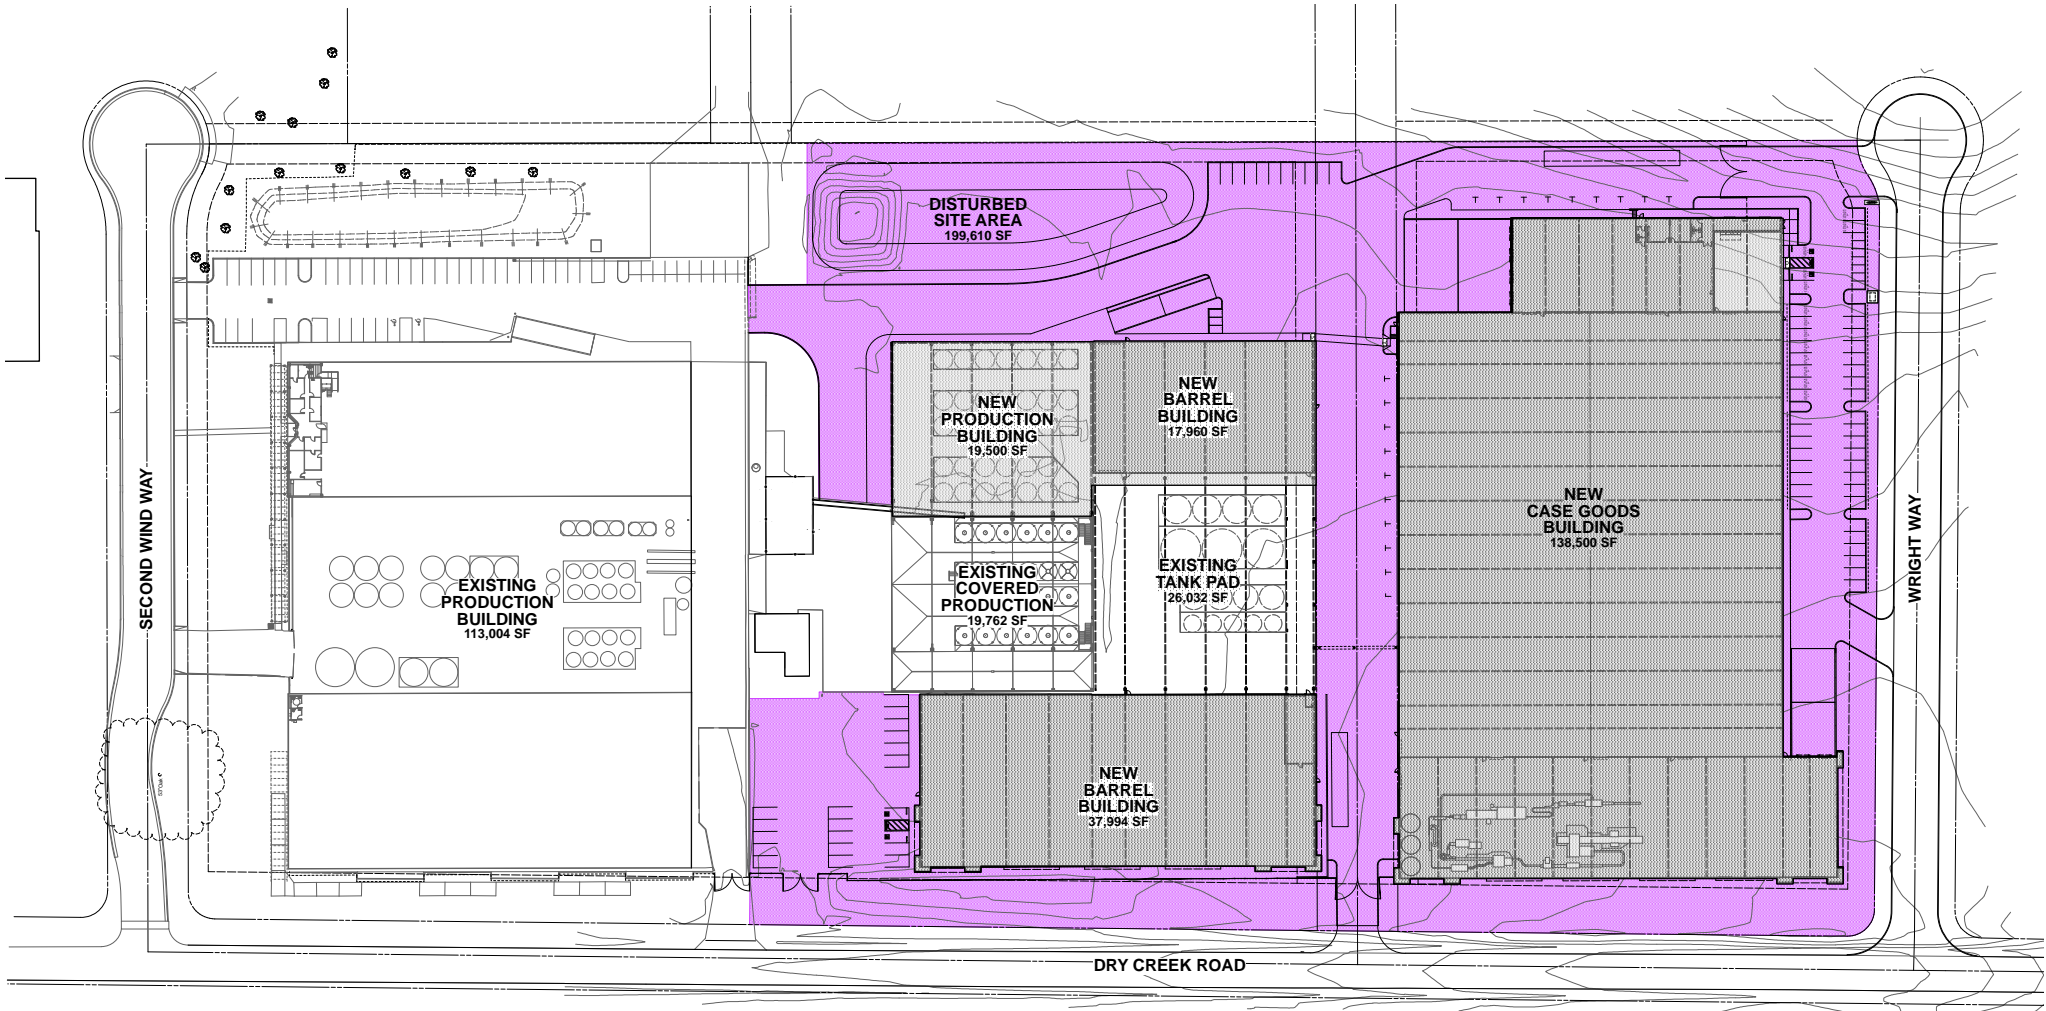 DISTURBED
SITE AREA
199,610 SF
NEW
PRODUCTION
BUILDING
19,500 SF
NEW
BARREL
BUILDING
17,960 SF
NEW
CASE GOODS
BUILDING
138,500 SF
EXISTING
PRODUCTION
BUILDING
113,004 SF
EXISTING
COVERED
PRODUCTION
19,762 SF
EXISTING
TANK PAD
26,032 SF
NEW
BARREL
BUILDING
37,994 SF
SECOND WIND WAY
WRIGHT WAY
DRY CREEK ROAD